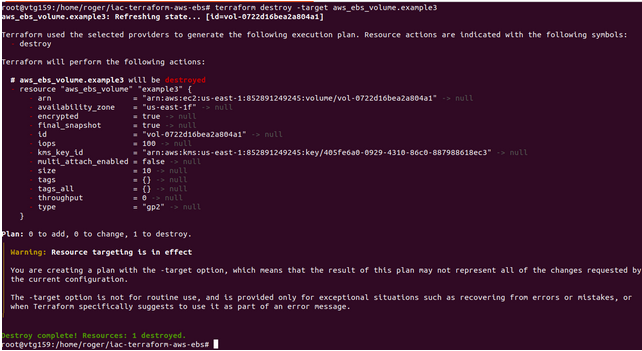 root@vtg159:/home/roger/iac-terraform-aws-ebs# terraform destroy -target aws_ebs_volume.example3
aws_ebs_volume.example3: Refreshing state... [id=vol-0722d16bea2a804a1]
Terraform used the selected providers to generate the following execution plan. Resource actions are indicated with the following symbols:
- destroy
Terraform will perform the following actions:
# aws_ebs_volume.example3 will be destroyed
- resource "aws_ebs_volume" "example3" {
- arn = "arn:aws:ec2:us-east-1:852891249245:volume/vol-0722d16bea2a804a1" -> null
- availability_zone = "us-east-1f" -> null
- encrypted = true -> null
- final_snapshot = true -> null
- id = "vol-0722d16bea2a804a1" -> null
- iops = 100 -> null
- kms_key_id = "arn:aws:kms:us-east-1:852891249245:key/405fe6a0-0929-4310-86c0-887988618ec3" -> null
- multi_attach_enabled = false -> null
- size = 10 -> null
- tags = {} -> null
- tags_all = {} -> null
- throughput = 0 -> null
- type = "gp2" -> null
}
Plan: 0 to add, 0 to change, 1 to destroy.
Warning: Resource targeting is in effect
You are creating a plan with the -target option, which means that the result of this plan may not represent all of the changes requested by
the current configuration.
The -target option is not for routine use, and is provided only for exceptional situations such as recovering from errors or mistakes, or
when Terraform specifically suggests to use it as part of an error message.
Destroy complete! Resources: 1 destroyed.
root@vtg159:/home/roger/iac-terraform-aws-ebs#